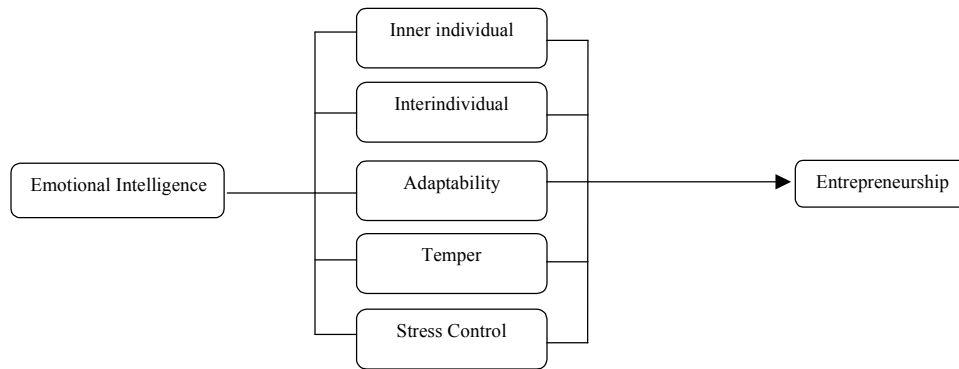 Inner individual
Interindividual
Emotional Intelligence
Adaptability
Entrepreneurship
Temper
Stress Control